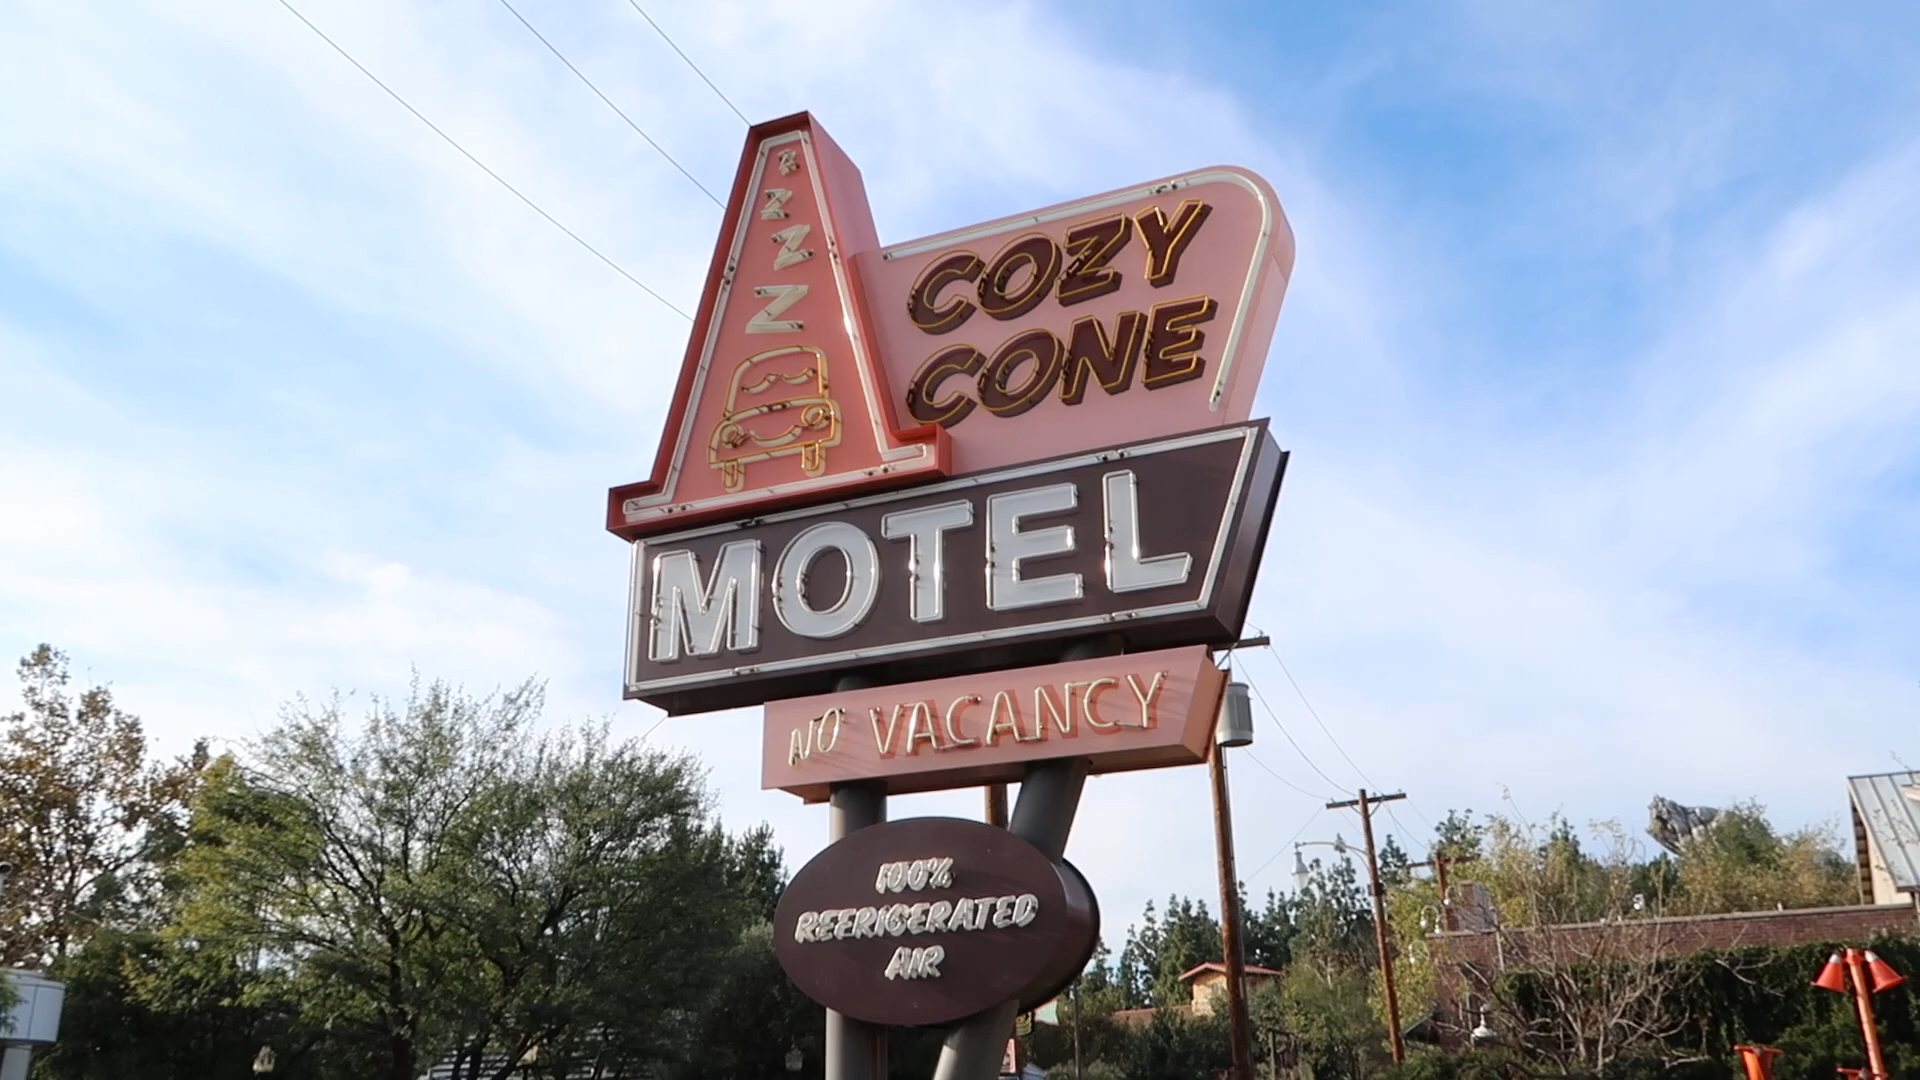 Z
Z
Z
Z
COZY
CONE
MOTEL
NO VACANCY
100%
REFRIGERATED
AIR